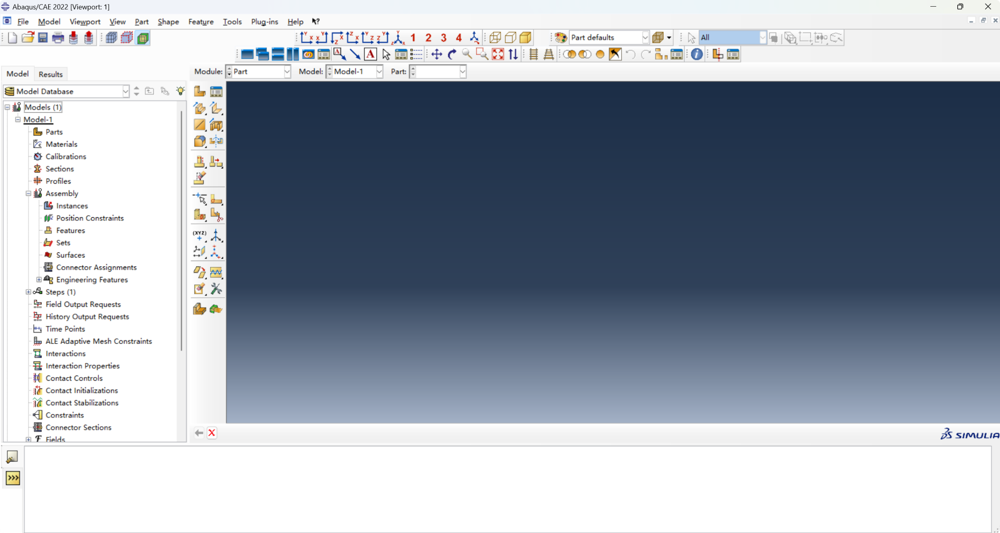 Abaqus/CAE 2022 [Viewport: 1]
File Model Viewport View Part Shape Feature Tools Plug-ins Help ?
1 2 3 4 Part defaults All
A A i
Model Results
Module: Part Model: Model-1 Part:
Model Database
Models (1)
Model-1
Parts
Materials
Calibrations
Sections
Profiles
Assembly
Instances
Position Constraints
Features
Sets
Surfaces
Connector Assignments
Engineering Features
Steps (1)
Field Output Requests
History Output Requests
Time Points
ALE Adaptive Mesh Constraints
Interactions
Interaction Properties
Contact Controls
Contact Initializations
Contact Stabilizations
Constraints
Connector Sections
Fields
(XYZ)
X
SIMULIA
>>>